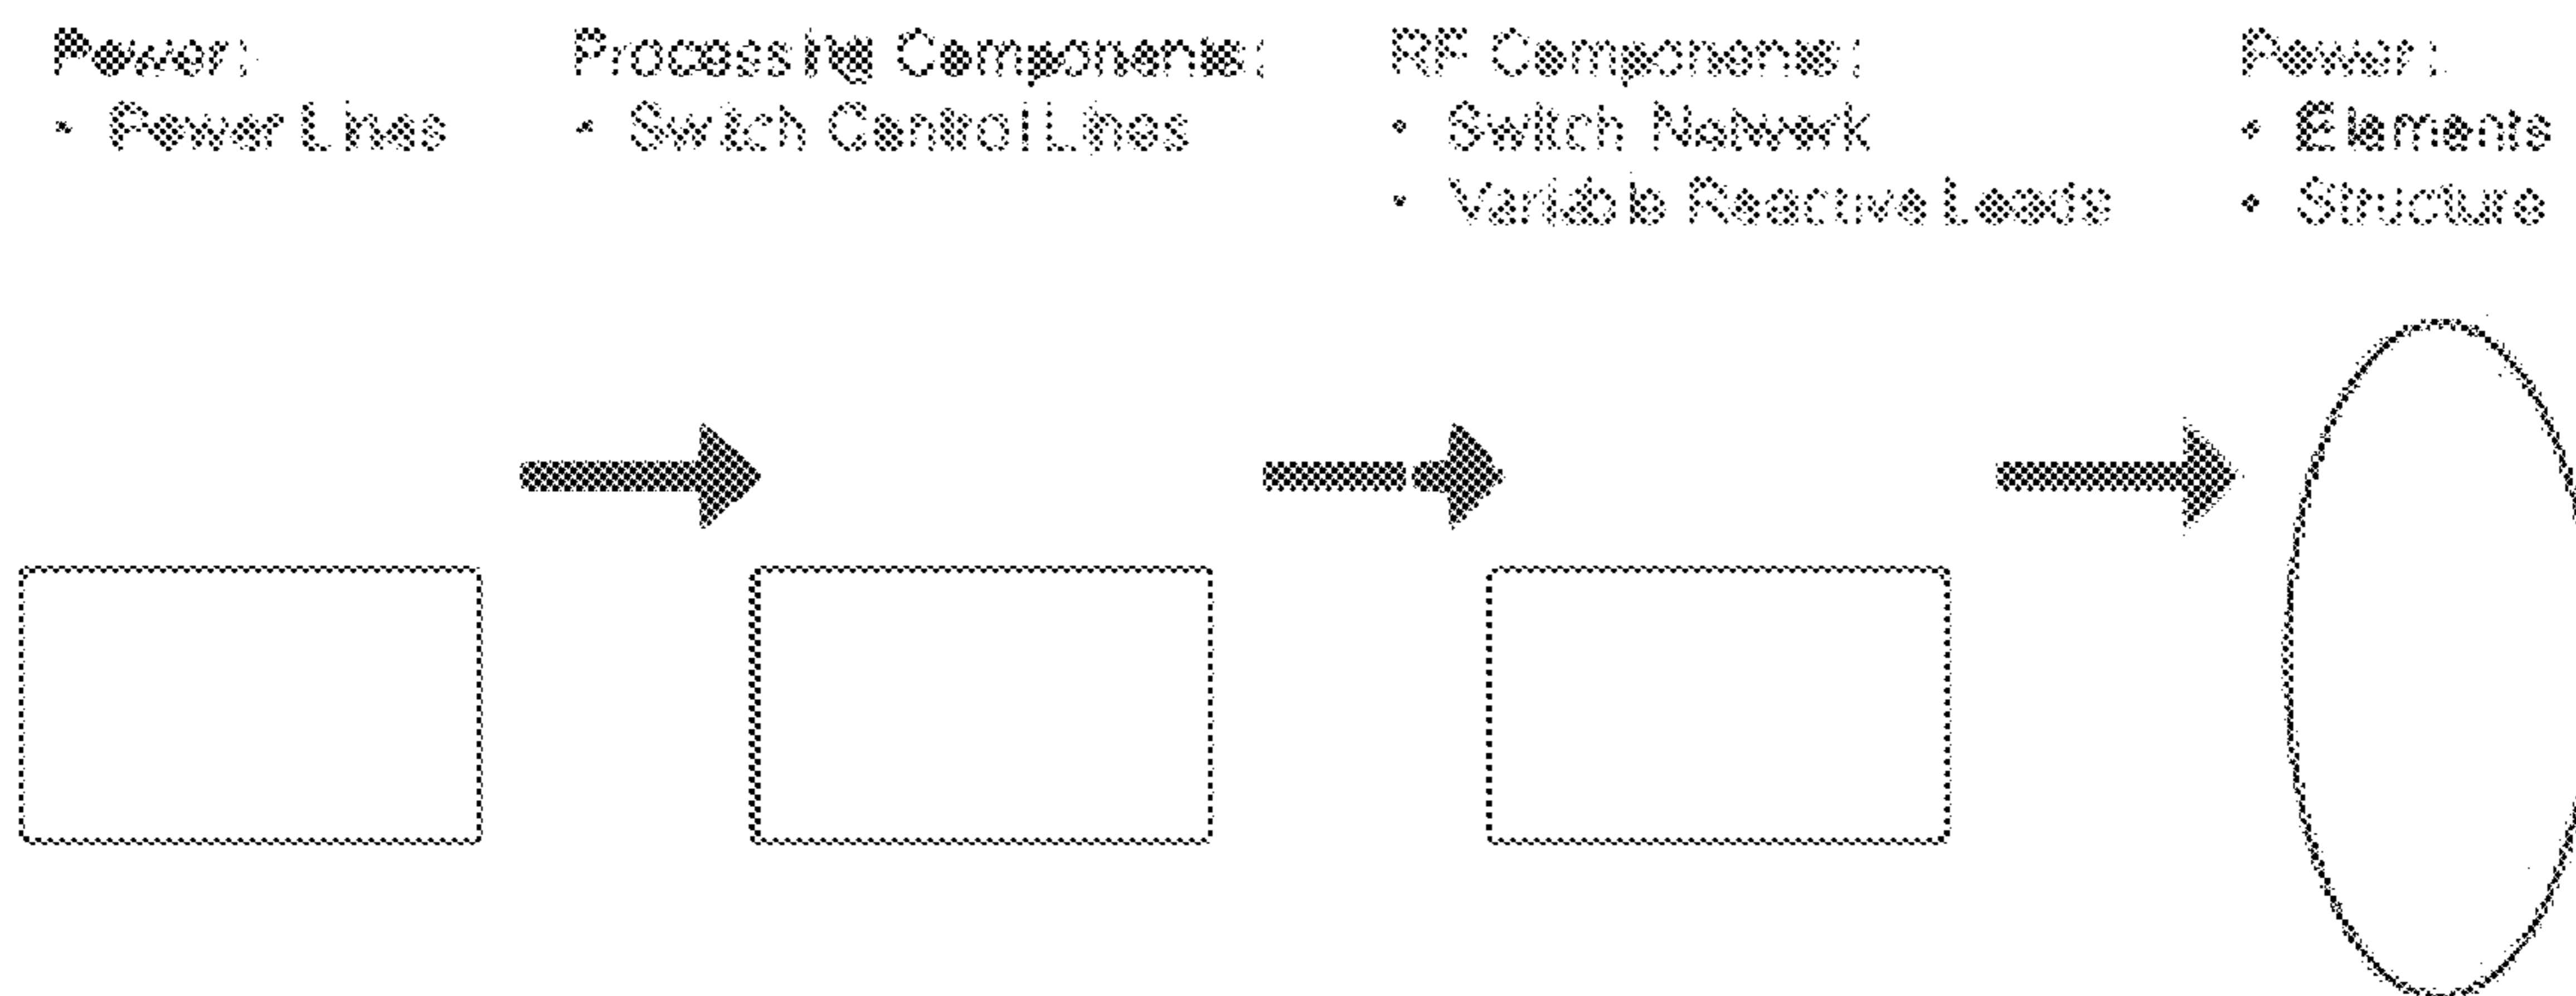 Power:
• Power Lines
Processing Components:
• Switch Control Lines
RF Components:
• Switch Network
• Variable Reactive Loads
Power:
• Elements
• Structure